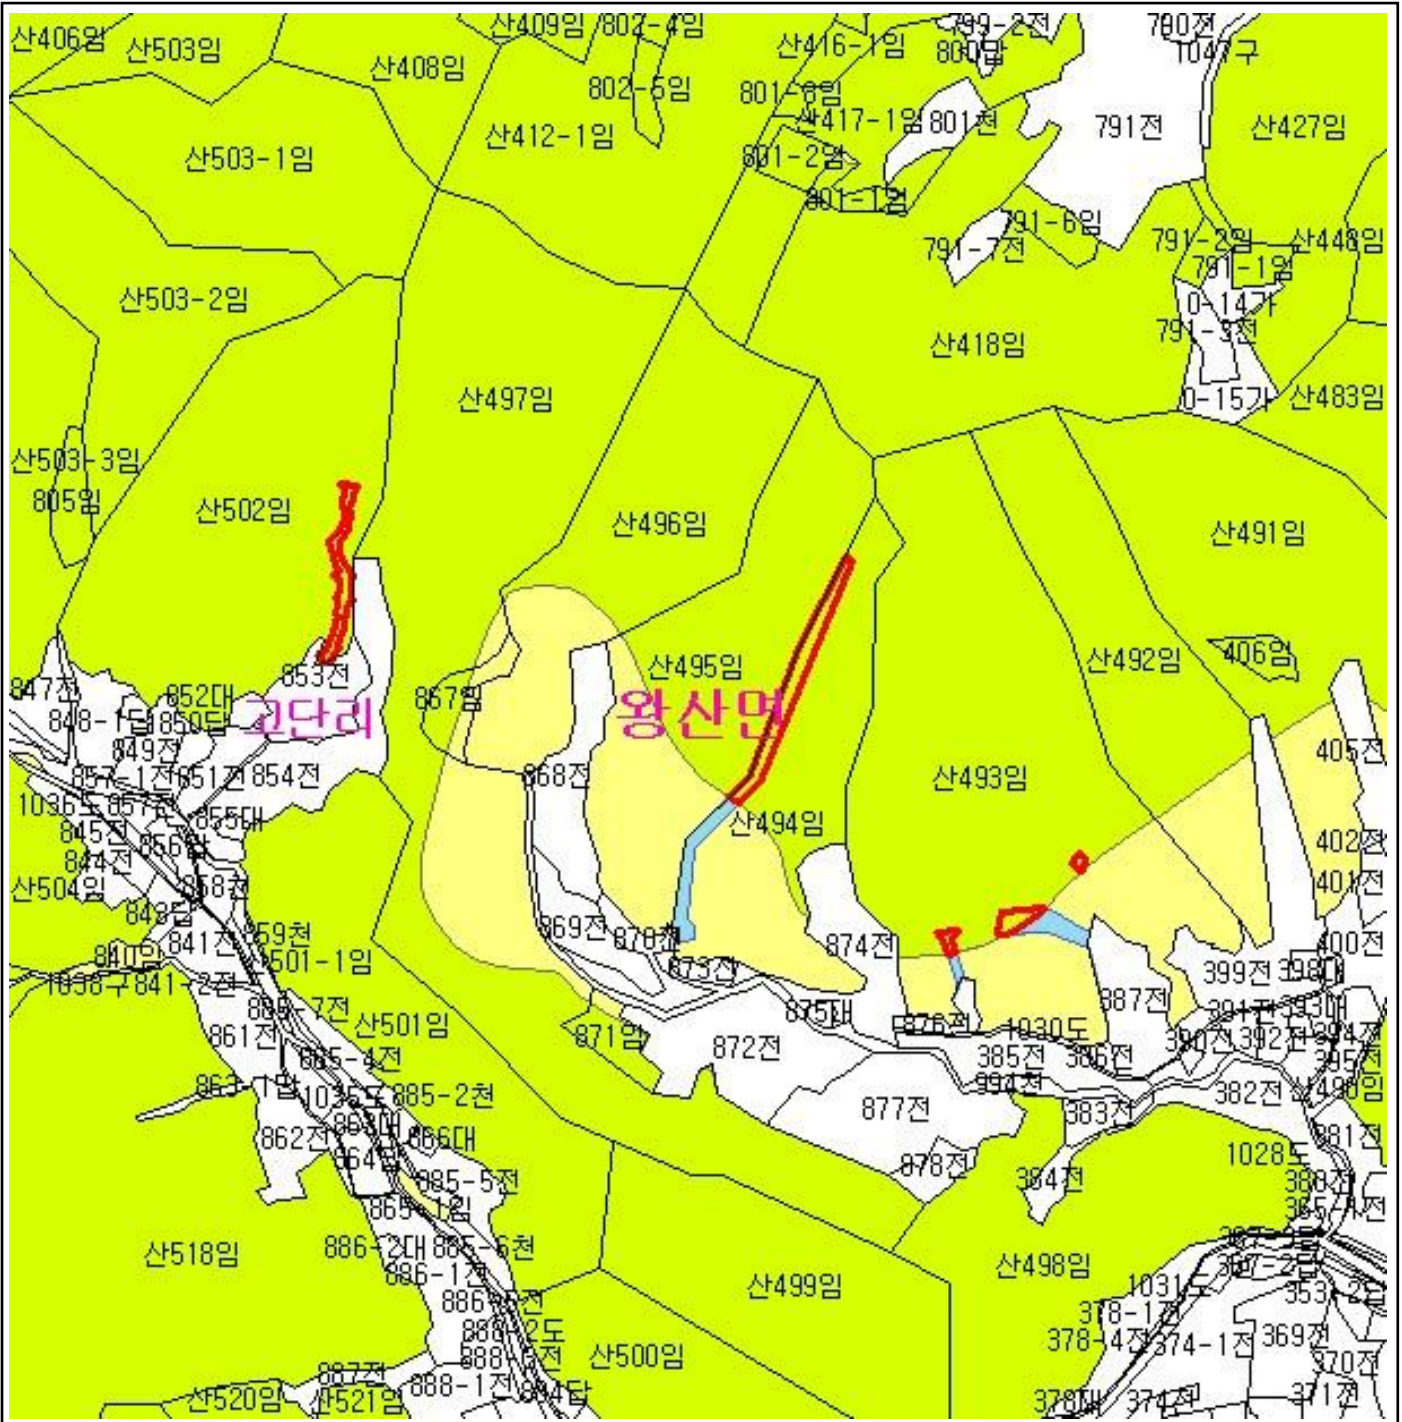 산406임
산503임
산408임
산409임
802-4임
산416-1임
799-2전
800답
790전
1047구
802-5임
산412-1임
산417-1임
801천
791전
산427임
산503-1임
801-2임
801-1임
791-6임
791-7전
791-2임
791-1임
산448임
산503-2임
0-14가
791-3전
산418임
산497임
0-15가
산483임
산503-3임
805임
산502임
산496임
산491임
산495임
산492임
406임
853전
852대
867임
847전
848-1답
850답
고단리
왕산면
849전
857-1전
851전
854전
868전
산493임
405전
1036도
857전
855대
845전
856답
산494임
402전
844전
401전
산504임
858전
843답
841전
859천
869전
870전
874전
400전
840임
산501-1임
873전
399전
398대
1038구
841-2전
387전
885-7전
산501임
875대
876전
1030도
391전
393대
861전
885-4전
871임
872전
385전
386전
390전
392전
394전
395전
863-1답
1035도
885-2천
994천
382전
산490임
877전
383전
863대
862전
866대
381전
864답
878전
1028도
885-5전
384전
380전
865-1임
365-1전
산518임
886-2대
885-6천
산498임
886-1전
산499임
1031도
378-1전
886-5전
378-4전
374-1전
369전
888-2도
888-5전
산500임
370전
887전
888-1전
산520임
산521임
894답
378대
374전
371전